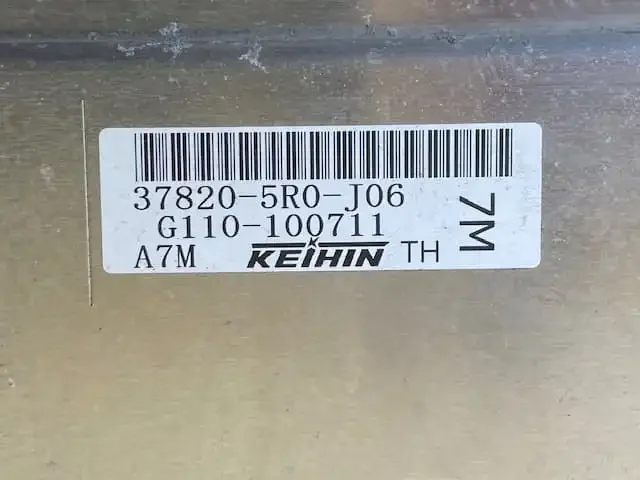 37820-5R0-J06
G110-100711
A7M KEIHIN TH
7M